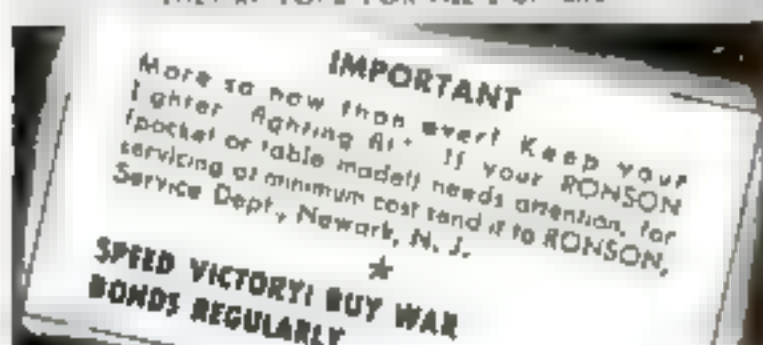 IMPORTANT
More so now than ever! Keep your
lighter "fighting fit." If your RONSON
(pocket or table model) needs attention, for
servicing at minimum cost send it to RONSON,
Service Dept., Newark, N. J.
★
SPEED VICTORY! BUY WAR
BONDS REGULARLY